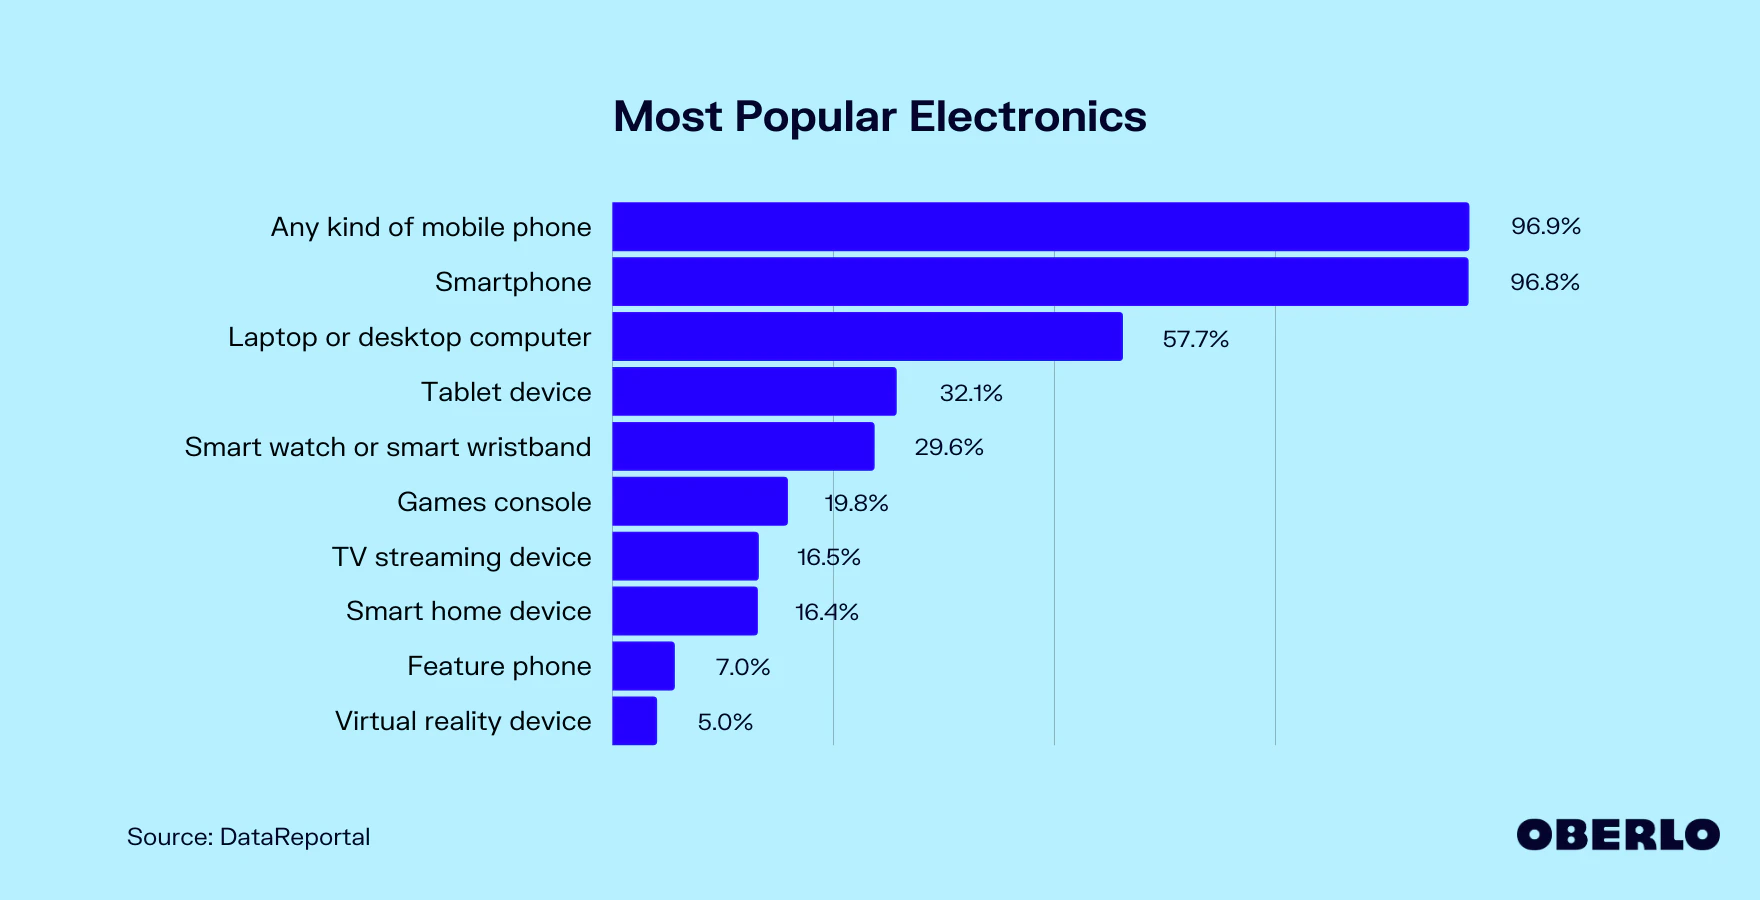 Most Popular Electronics
Any kind of mobile phone 96.9%
Smartphone 96.8%
Laptop or desktop computer 57.7%
Tablet device 32.1%
Smart watch or smart wristband 29.6%
Games console 19.8%
TV streaming device 16.5%
Smart home device 16.4%
Feature phone 7.0%
Virtual reality device 5.0%
Source: DataReportal
OBERLO